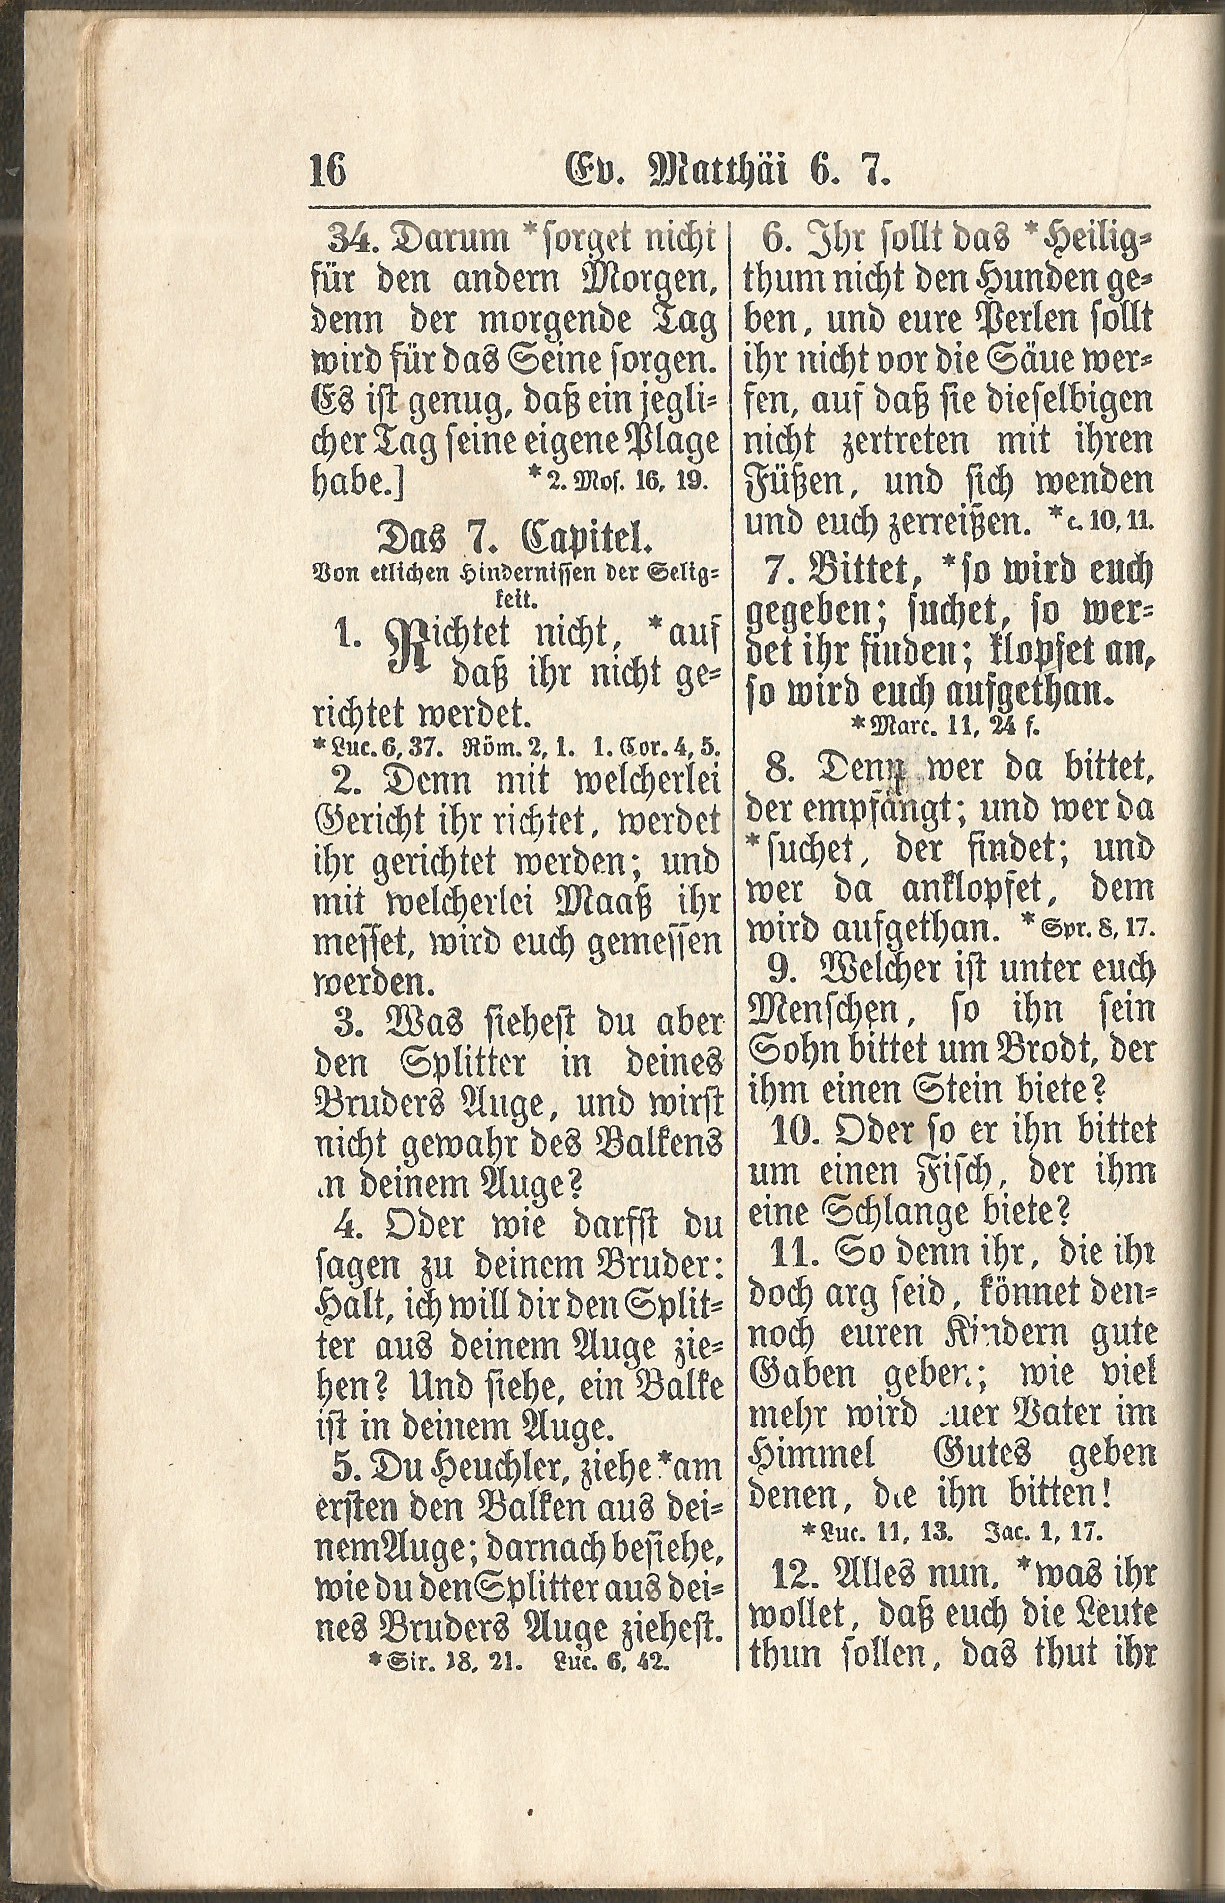 16
Ev. Matthäi 6. 7.
34. Darum *sorget nicht
für den andern Morgen,
denn der morgende Tag
wird für das Seine sorgen.
Es ist genug, daß ein jegli-
cher Tag seine eigene Plage
habe.] *2. Mos. 16, 19.
Das 7. Capitel.
Von etlichen Hindernissen der Selig-
keit.
1. Richtet nicht, *auf
daß ihr nicht ge-
richtet werdet.
*Luc. 6, 37. Röm. 2, 1. 1. Cor. 4, 5.
2. Denn mit welcherlei
Gericht ihr richtet, werdet
ihr gerichtet werden; und
mit welcherlei Maaß ihr
messet, wird euch gemessen
werden.
3. Was siehest du aber
den Splitter in deines
Bruders Auge, und wirst
nicht gewahr des Balkens
in deinem Auge?
4. Oder wie darfst du
sagen zu deinem Bruder:
Halt, ich will dir den Split-
ter aus deinem Auge zie-
hen? Und siehe, ein Balke
ist in deinem Auge.
5. Du Heuchler, ziehe *am
ersten den Balken aus dei-
nem Auge; darnach besiehe,
wie du den Splitter aus dei-
nes Bruders Auge ziehest.
*Sir. 18, 21. Luc. 6, 42.
6. Ihr sollt das *Heilig-
thum nicht den Hunden ge-
ben, und eure Perlen sollt
ihr nicht vor die Säue wer-
fen, auf daß sie dieselbigen
nicht zertreten mit ihren
Füßen, und sich wenden
und euch zerreißen. *c. 10, 11.
7. Bittet, *so wird euch
gegeben; suchet, so wer-
det ihr finden; klopfet an,
so wird euch aufgethan.
*Marc. 11, 24 f.
8. Denn wer da bittet,
der empfängt; und wer da
*suchet, der findet; und
wer da anklopfet, dem
wird aufgethan. *Spr. 8, 17.
9. Welcher ist unter euch
Menschen, so ihn sein
Sohn bittet um Brodt, der
ihm einen Stein biete?
10. Oder so er ihn bittet
um einen Fisch, der ihm
eine Schlange biete?
11. So denn ihr, die ihr
doch arg seid, könnet den-
noch euren Kindern gute
Gaben geben; wie viel
mehr wird euer Vater im
Himmel Gutes geben
denen, die ihn bitten!
*Luc. 11, 13. Jac. 1, 17.
12. Alles nun, *was ihr
wollet, daß euch die Leute
thun sollen, das thut ihr